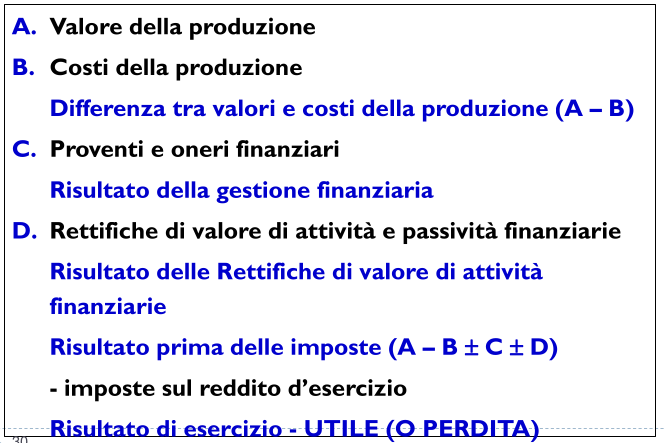 A. Valore della produzione
B. Costi della produzione
Differenza tra valori e costi della produzione (A – B)
C. Proventi e oneri finanziari
Risultato della gestione finanziaria
D. Rettifiche di valore di attività e passività finanziarie
Risultato delle Rettifiche di valore di attività
finanziarie
Risultato prima delle imposte (A – B ± C ± D)
- imposte sul reddito d’esercizio
Risultato di esercizio - UTILE (O PERDITA)
30